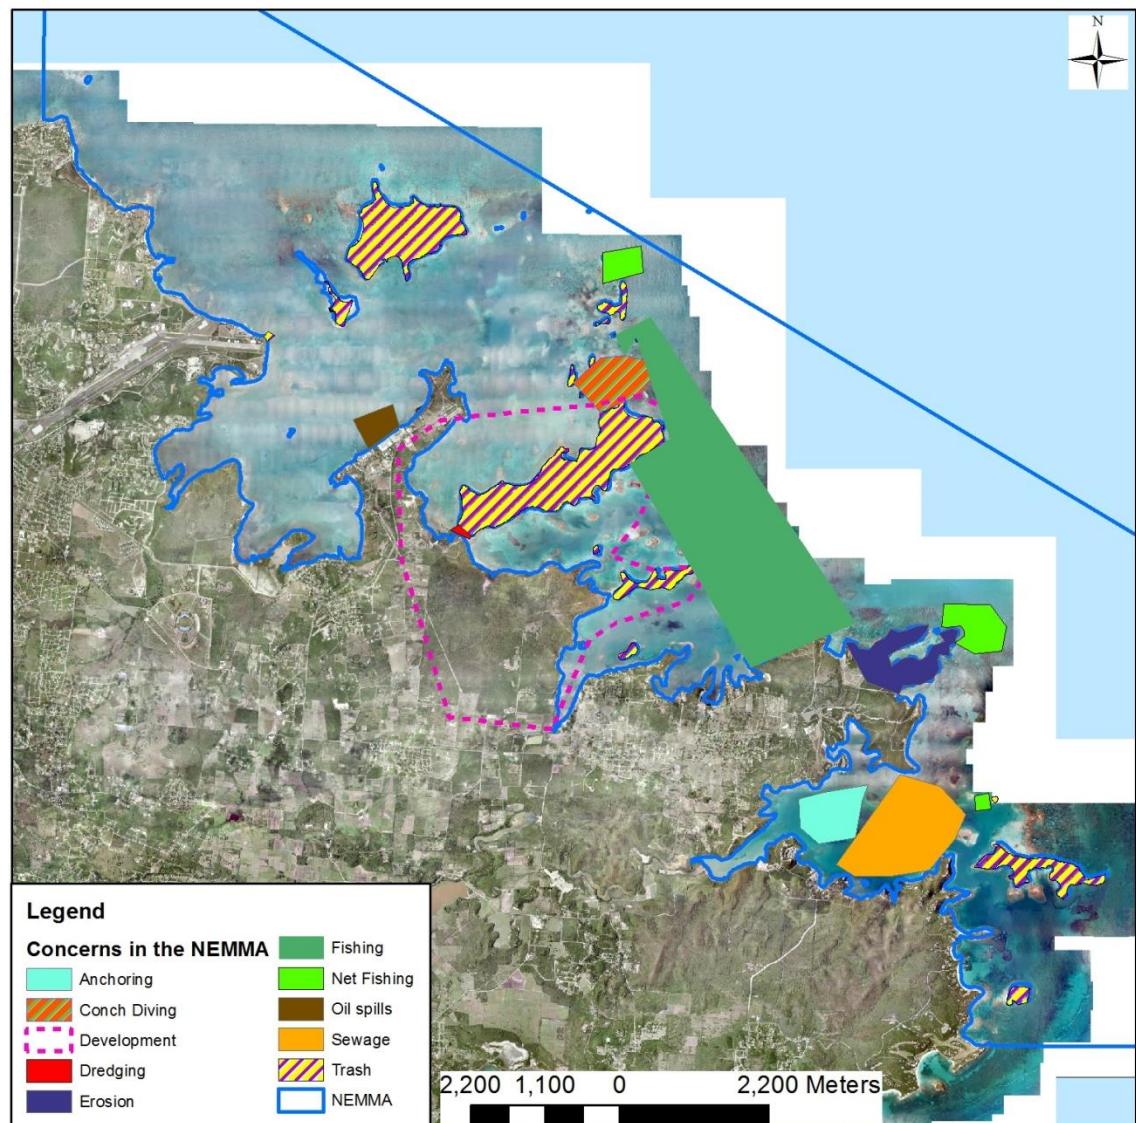 N
Legend
Concerns in the NEMMA
Anchoring
Conch Diving
Development
Dredging
Erosion
Fishing
Net Fishing
Oil spills
Sewage
Trash
NEMMA
2,200 1,100 0 2,200 Meters